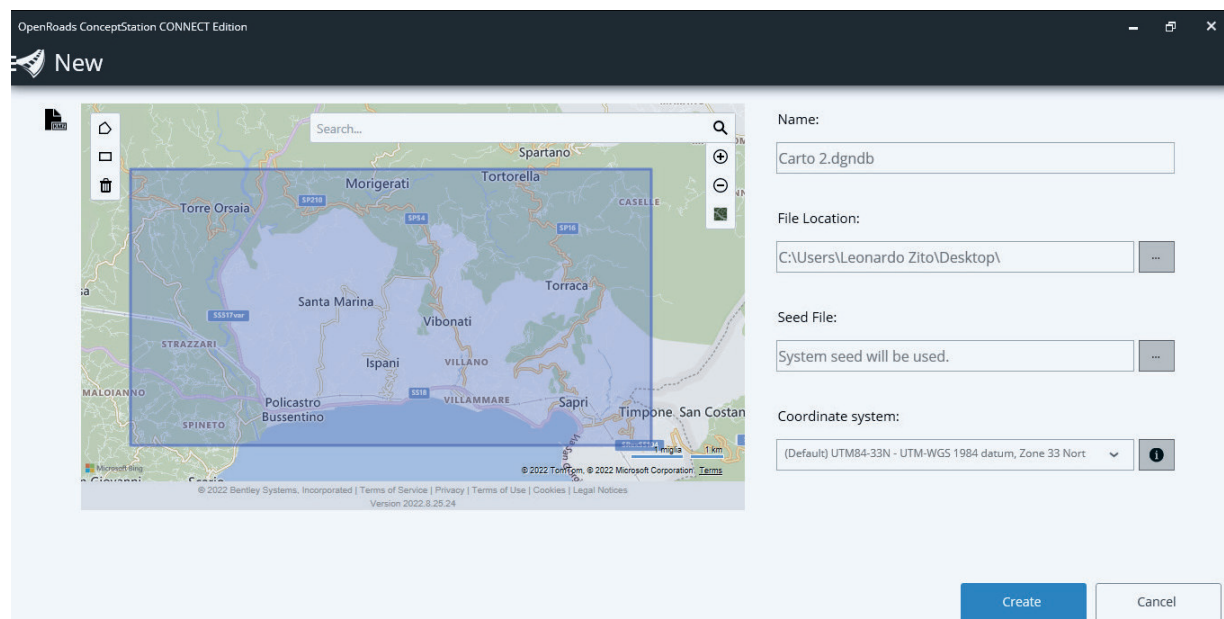 OpenRoads ConceptStation CONNECT Edition
New
KMZ
Search...
Spartano
Morigerati
Tortorella
Torre Orsaia
SP210
CASELLE
SP54
SP16
Torraca
Santa Marina
SS517var
Vibonati
STRAZZARI
Ispani
VILLANO
MALOIANNO
SS18
VILLAMMARE
Policastro
Bussentino
Sapri
Timpone
San Costan
SPINETO
1 miglia
1 km
Microsoft Bing
© 2022 TomTom, © 2022 Microsoft Corporation Terms
© 2022 Bentley Systems, Incorporated | Terms of Service | Privacy | Terms of Use | Cookies | Legal Notices
Version 2022.8.25.24
Name:
Carto 2.dgndb
File Location:
C:\Users\Leonardo Zito\Desktop\
...
Seed File:
System seed will be used.
...
Coordinate system:
(Default) UTM84-33N - UTM-WGS 1984 datum, Zone 33 Nort
Create
Cancel